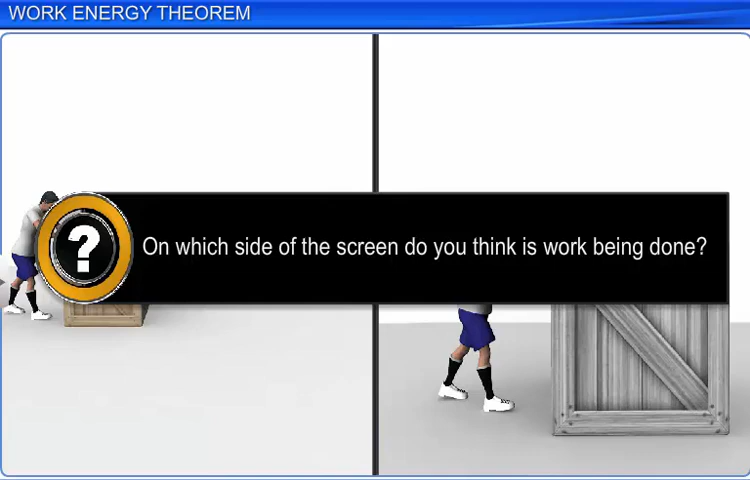 WORK ENERGY THEOREM
?
On which side of the screen do you think is work being done?